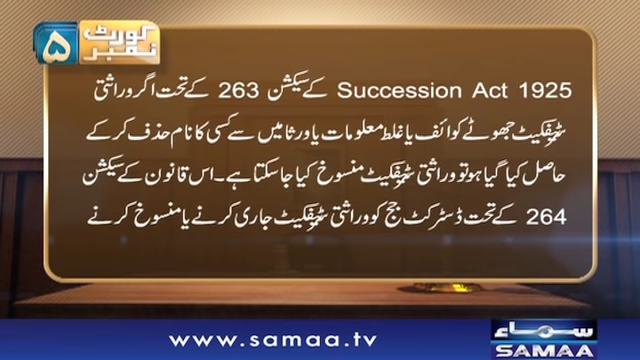 کورٹ
نمبر ۵
Succession Act 1925 کے سیکشن 263 کے تحت اگر وراثتی
سرٹیفکیٹ جھوٹے کوائف یا غلط معلومات یا ورثا میں سے کسی کا نام حذف کر کے
حاصل کیا گیا ہو تو وراثتی سرٹیفکیٹ منسوخ کیا جا سکتا ہے۔ اس قانون کے سیکشن
264 کے تحت ڈسٹرکٹ جج کو وراثتی سرٹیفکیٹ جاری کرنے یا منسوخ کرنے
www.samaa.tv
سماء
SAMAA